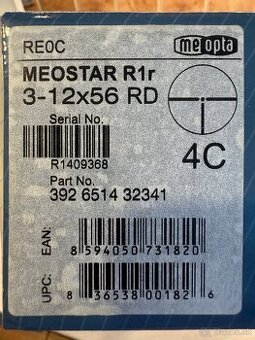 RE0C
meopta
MEOSTAR R1r
3-12x56 RD
Serial No.
R1409368
4C
Part No.
392 6514 32341
EAN:
8 594050 731820
UPC:
8 36538 00182 6